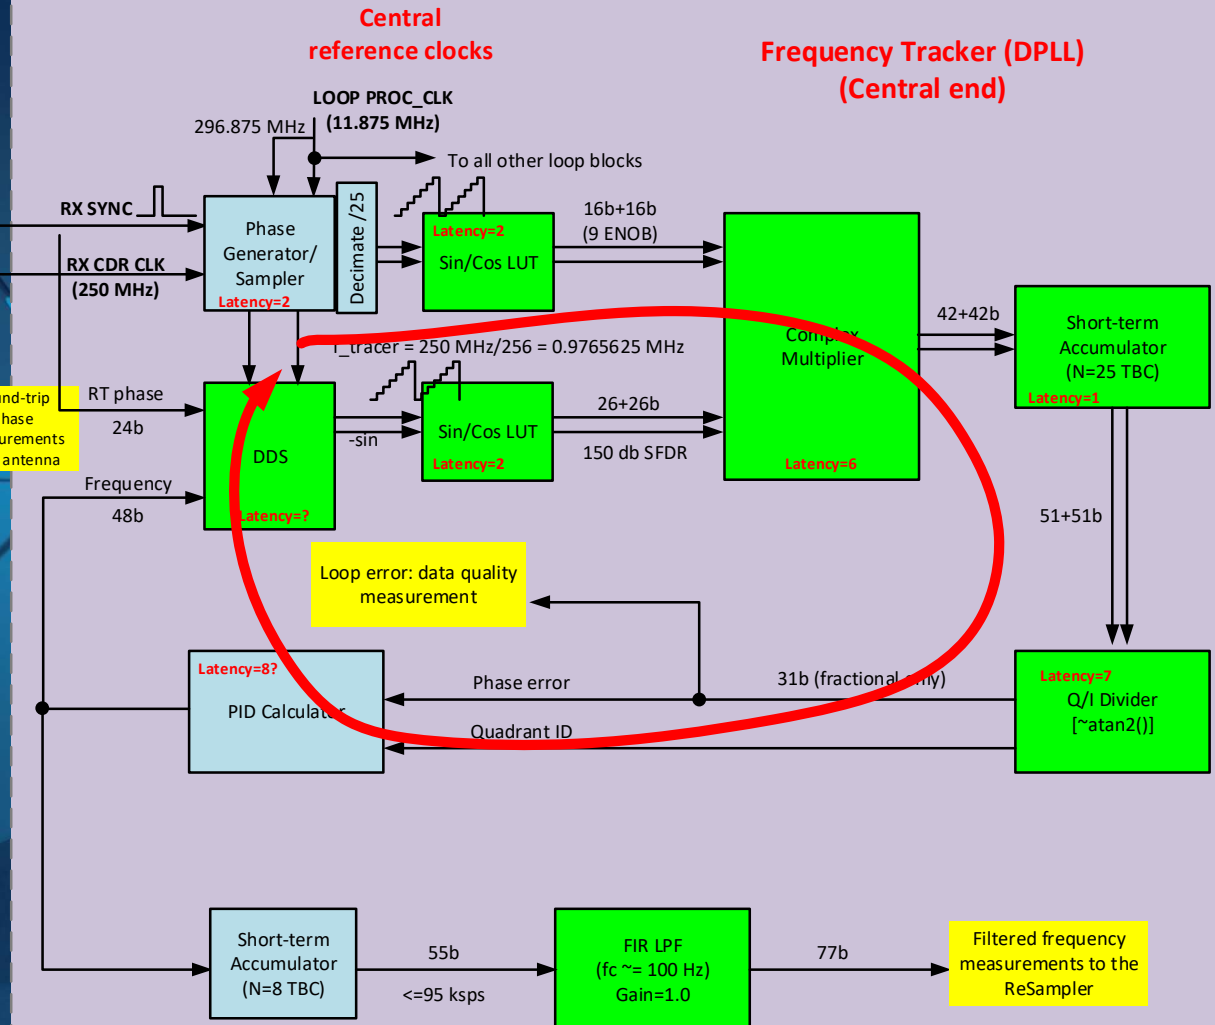 Central
reference clocks
Frequency Tracker (DPLL)
(Central end)
LOOP PROC_CLK
(11.875 MHz)
296.875 MHz
To all other loop blocks
RX SYNC
RX CDR CLK
(250 MHz)
Phase
Generator/
Sampler
Latency=2
Decimate /25
Latency=2
Sin/Cos LUT
16b+16b
(9 ENOB)
Complex
Multiplier
Latency=6
42+42b
Short-term
Accumulator
(N=25 TBC)
Latency=1
f_tracer = 250 MHz/256 = 0.9765625 MHz
RT phase
24b
nd-trip
hase
urements
antenna
Frequency
48b
DDS
Latency=?
-sin
Sin/Cos LUT
Latency=2
26+26b
150 db SFDR
51+51b
Loop error: data quality
measurement
Latency=8?
PID Calculator
Phase error
31b (fractional only)
Quadrant ID
Latency=7
Q/I Divider
[~atan2()]
Short-term
Accumulator
(N=8 TBC)
55b
<=95 ksps
FIR LPF
(fc ~= 100 Hz)
Gain=1.0
77b
Filtered frequency
measurements to the
ReSampler